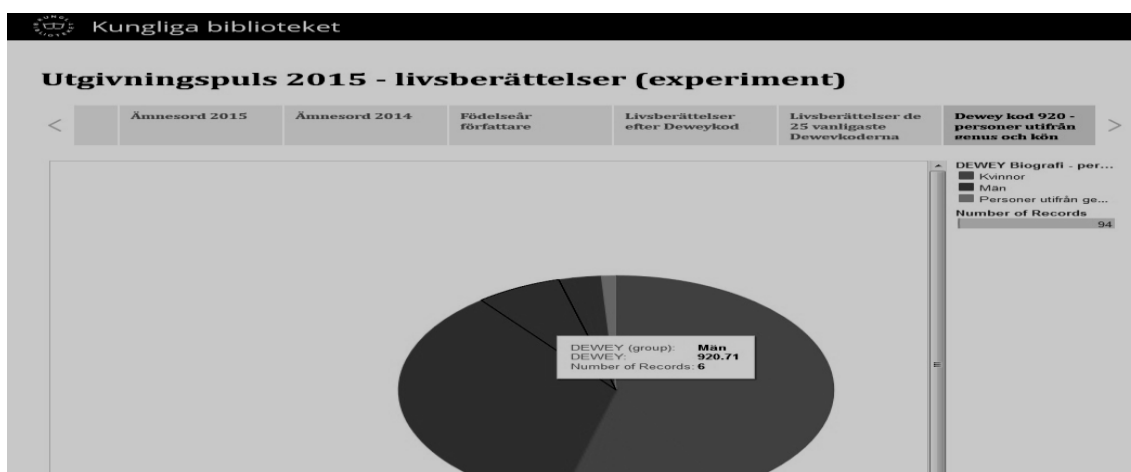 KUNGL
BIBLIOTEKET
Kungliga biblioteket
Utgivningspuls 2015 - livsberättelser (experiment)
<
Ämnesord 2015
Ämnesord 2014
Födelseår
författare
Livsberättelser
efter Deweykod
Livsberättelser de
25 vanligaste
Deweykoderna
Dewey kod 920 -
personer utifrån
genus och kön
>
DEWEY Biografi - per...
Kvinnor
Män
Personer utifrån ge...
Number of Records
94
DEWEY (group): Män
DEWEY: 920.71
Number of Records: 6